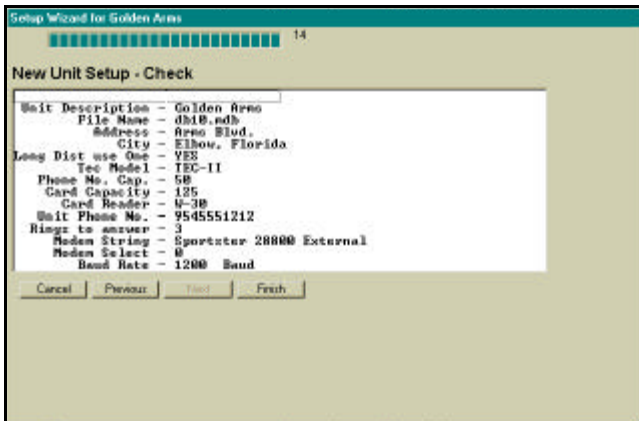 Setup Wizard for Golden Arms
14
New Unit Setup - Check
Unit Description - Golden Arms
File Name - db10.mdb
Address - Arms Blvd.
City - Elbow, Florida
Long Dist use One - YES
Tec Model - TEC-II
Phone No. Cap. - 50
Card Capacity - 125
Card Reader - W-30
Unit Phone No. - 9545551212
Rings to answer - 3
Modem String - Sportster 28800 External
Modem Select - 0
Baud Rate - 1200 Baud
Cancel Previous Next Finish